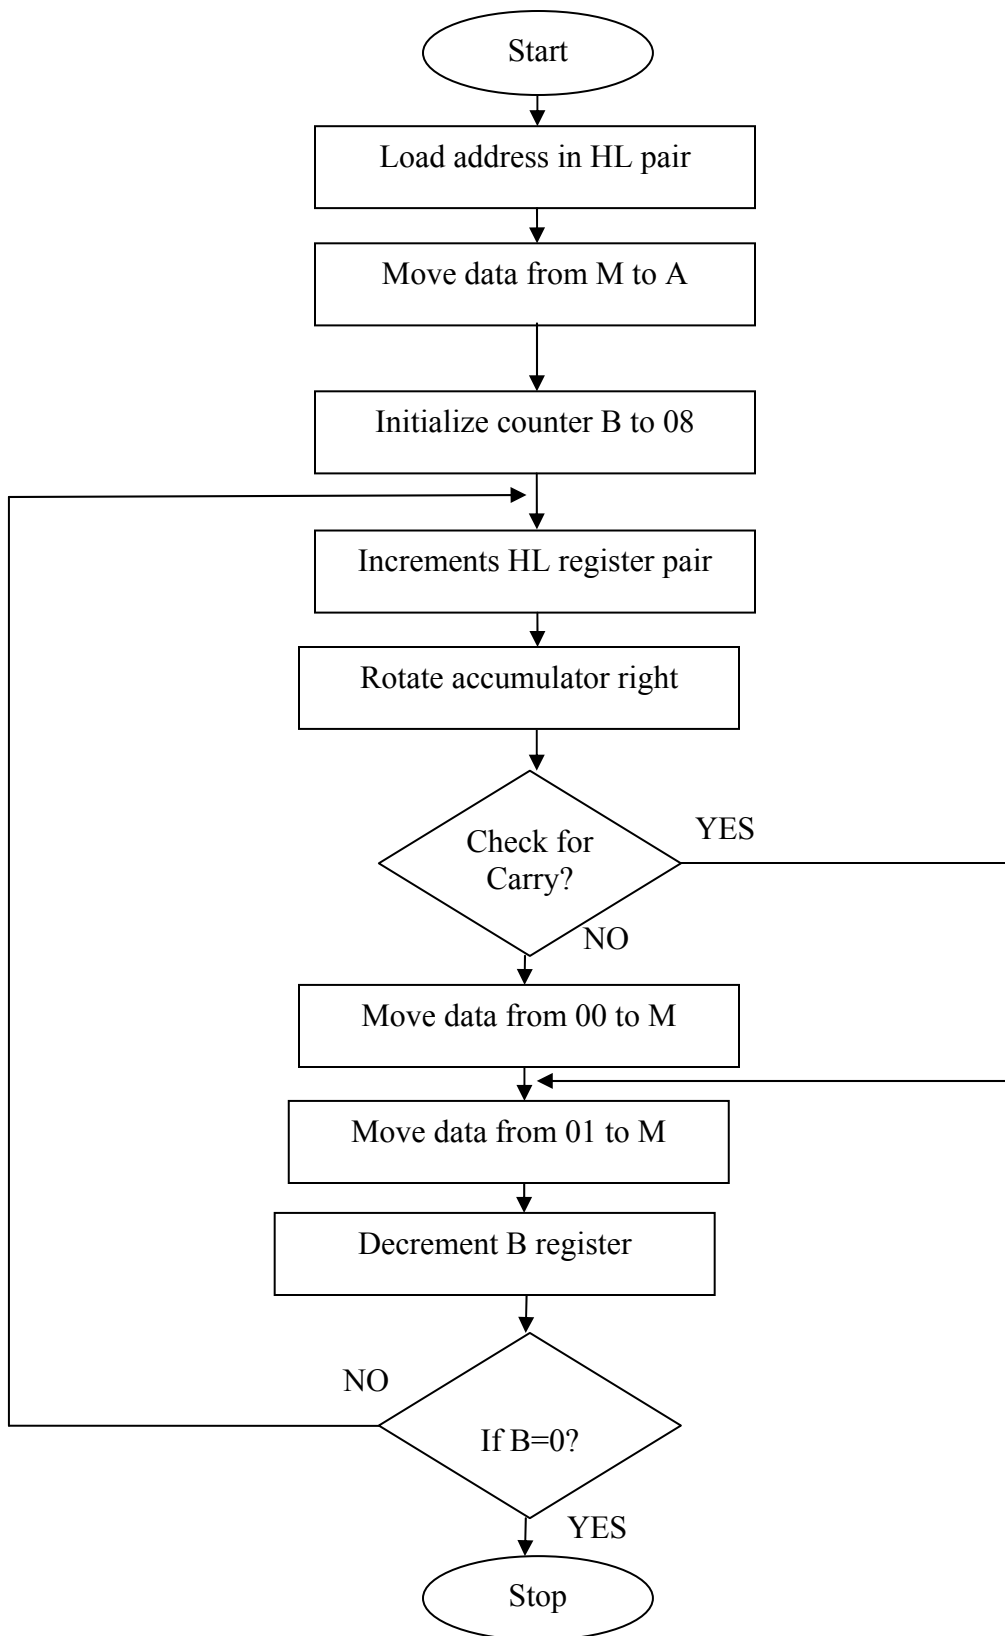 Start
Load address in HL pair
Move data from M to A
Initialize counter B to 08
Increments HL register pair
Rotate accumulator right
YES
Check for
Carry?
NO
Move data from 00 to M
Move data from 01 to M
Decrement B register
NO
If B=0?
YES
Stop